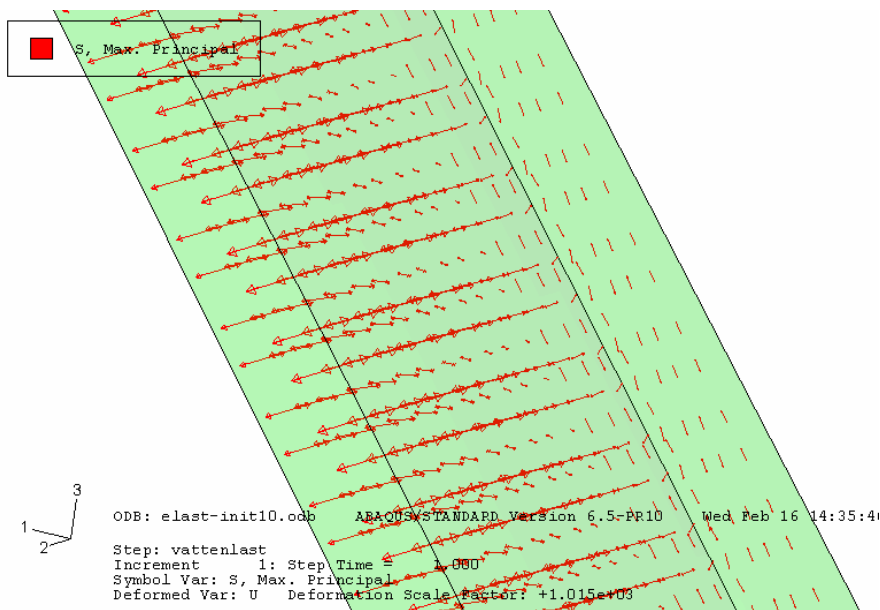 S, Max. Principal
3
1
2
ODB: elast-init10.odb ABAQUS/STANDARD Version 6.5-PR10 Wed Feb 16 14:35:46
Step: vattenlast
Increment 1: Step Time = 1.000
Symbol Var: S, Max. Principal
Deformed Var: U Deformation Scale Factor: +1.015e+03